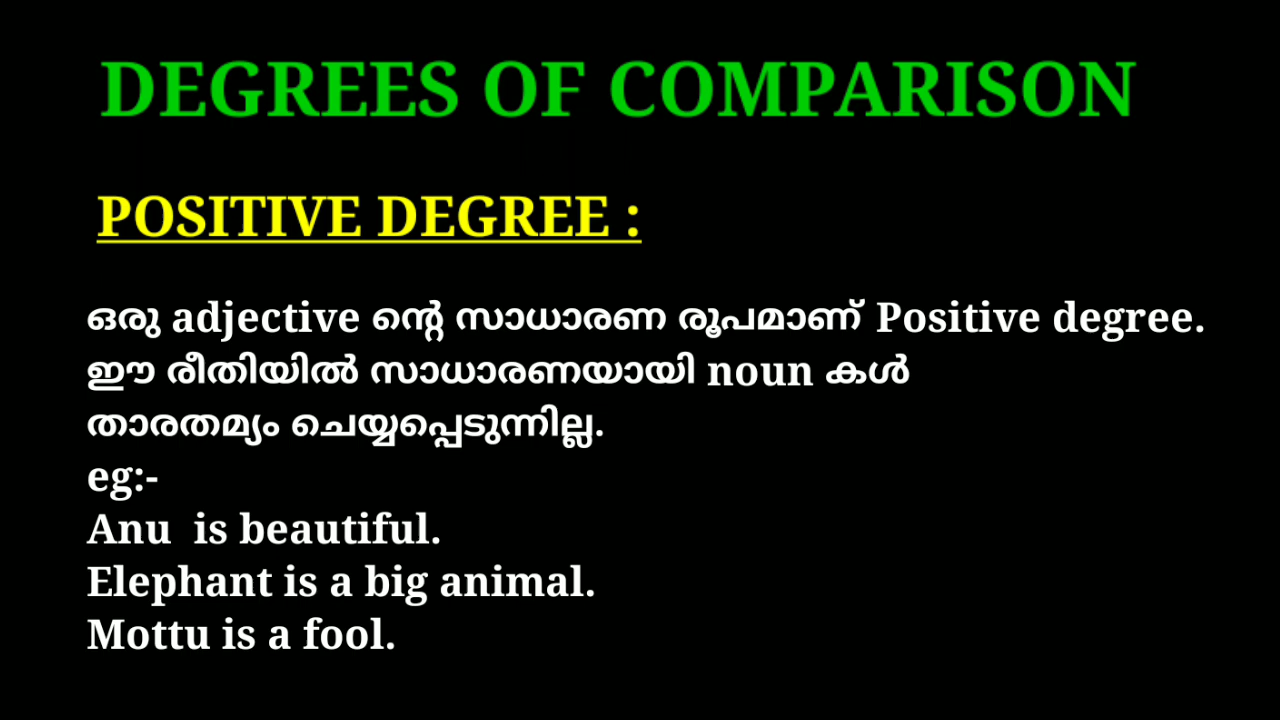 DEGREES OF COMPARISON
POSITIVE DEGREE :
ഒരു adjective ന്റെ സാധാരണ രൂപമാണ് Positive degree.
ഈ രീതിയിൽ സാധാരണയായി noun കൾ
താരതമ്യം ചെയ്യപ്പെടുന്നില്ല.
eg:-
Anu  is beautiful.
Elephant is a big animal.
Mottu is a fool.